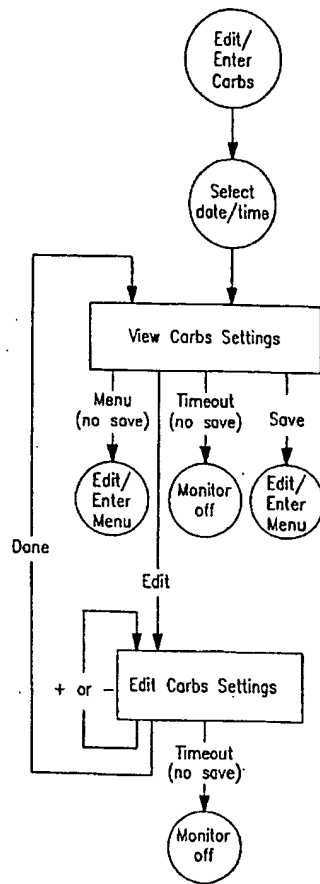 Edit/
Enter
Carbs
Select
date/time
View Carbs Settings
Menu
(no save)
Timeout
(no save)
Save
Edit/
Enter
Menu
Monitor
off
Edit/
Enter
Menu
Done
Edit
+ or -
Edit Carbs Settings
Timeout
(no save)
Monitor
off